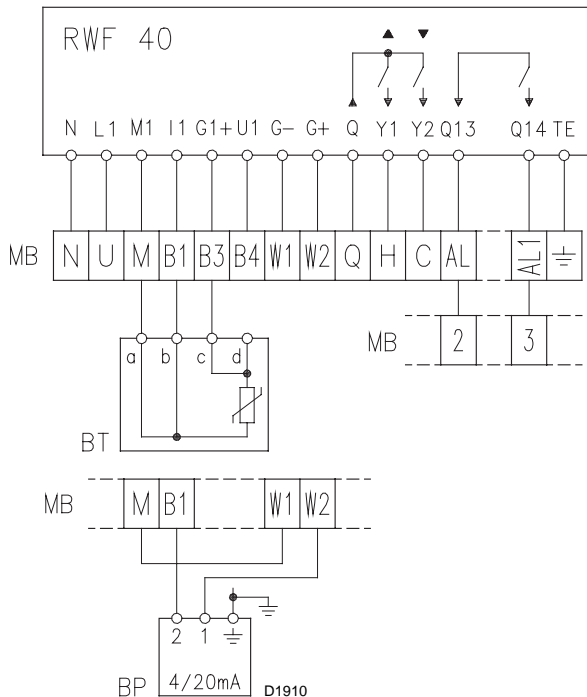 RWF 40
N L1 M1 I1 G1+ U1 G- G+ Q Y1 Y2 Q13 Q14 TE
MB N U M B1 B3 B4 W1 W2 Q H C AL AL1
MB 2 3
a b c d
BT
MB M B1 W1 W2
2 1
4/20mA
BP D1910